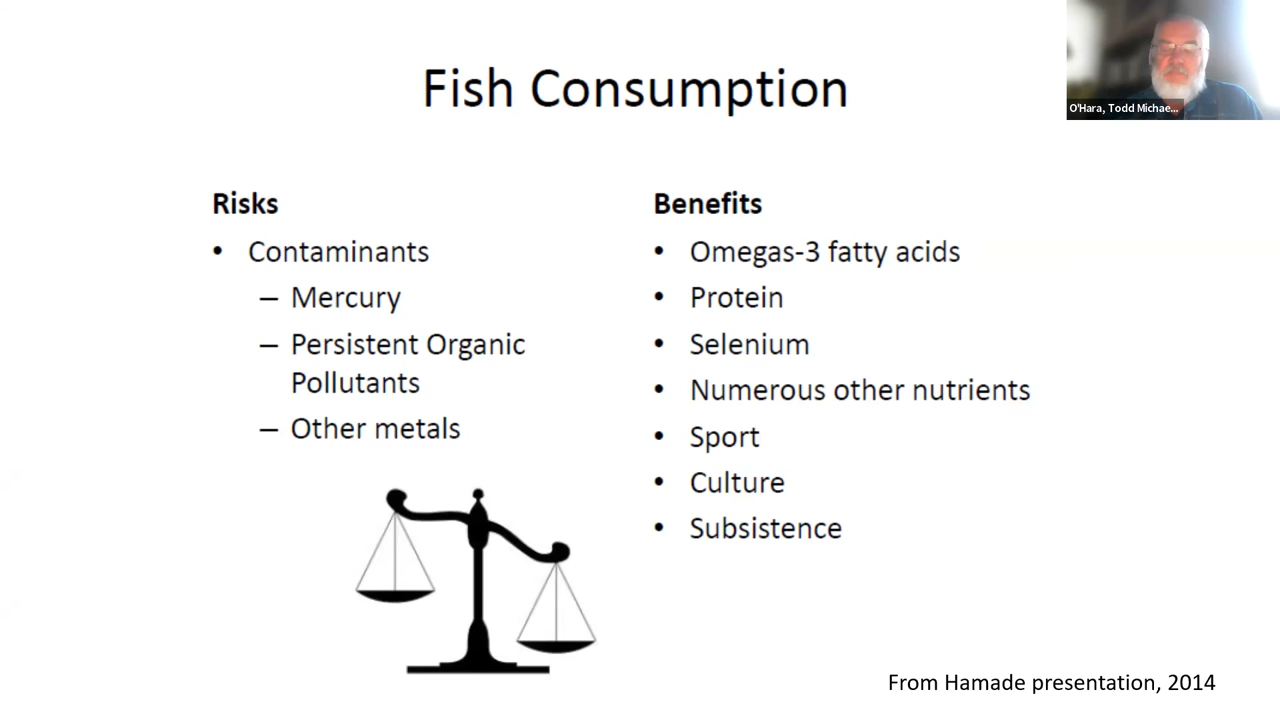 Fish Consumption
O'Hara, Todd Michae...
Risks
• Contaminants
– Mercury
– Persistent Organic
Pollutants
– Other metals
Benefits
• Omegas-3 fatty acids
• Protein
• Selenium
• Numerous other nutrients
• Sport
• Culture
• Subsistence
From Hamade presentation, 2014